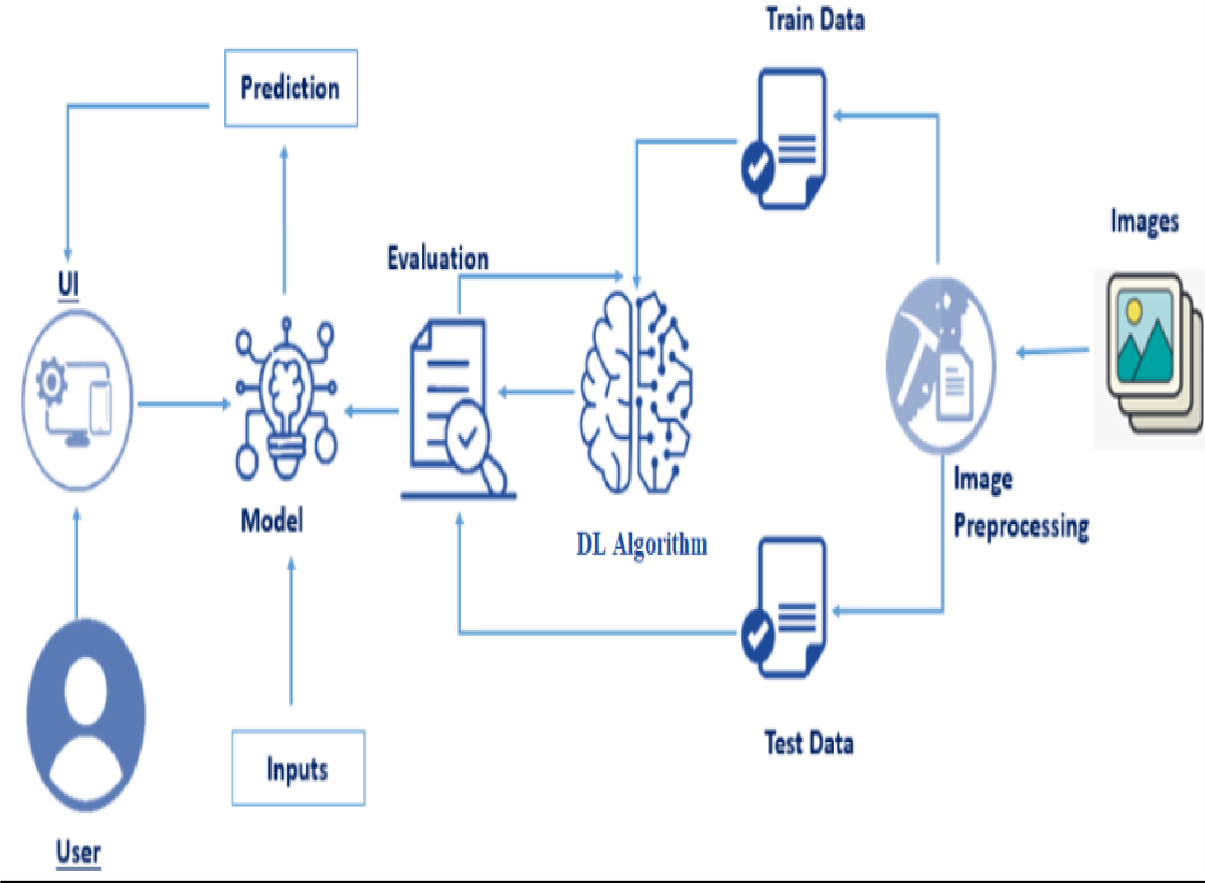 Train Data
Prediction
Images
Evaluation
UI
Image
Preprocessing
Model
DL Algorithm
Test Data
Inputs
User